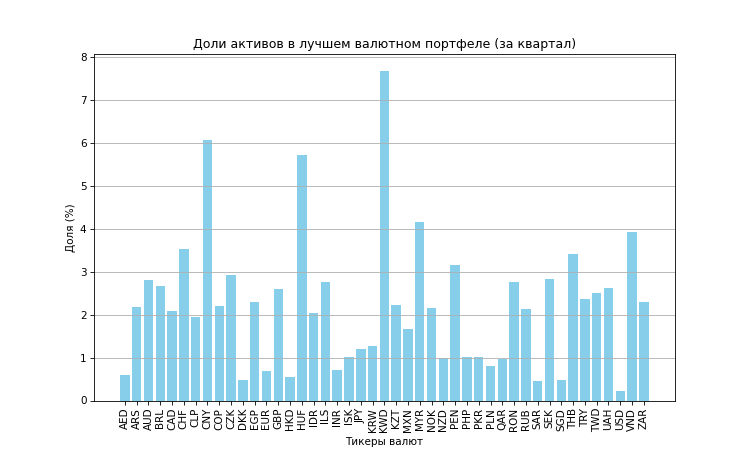 Доли активов в лучшем валютном портфеле (за квартал)
Доля (%)
8
7
6
5
4
3
2
1
0
AED
ARS
AUD
BRL
CAD
CHF
CLP
CNY
COP
CZK
DKK
EGP
EUR
GBP
HKD
HUF
IDR
ILS
INR
ISK
JPY
KRW
KWD
KZT
MXN
MYR
NOK
NZD
PEN
PHP
PKR
PLN
QAR
RON
RUB
SAR
SEK
SGD
THB
TRY
TWD
UAH
USD
VND
ZAR
Тикеры валют